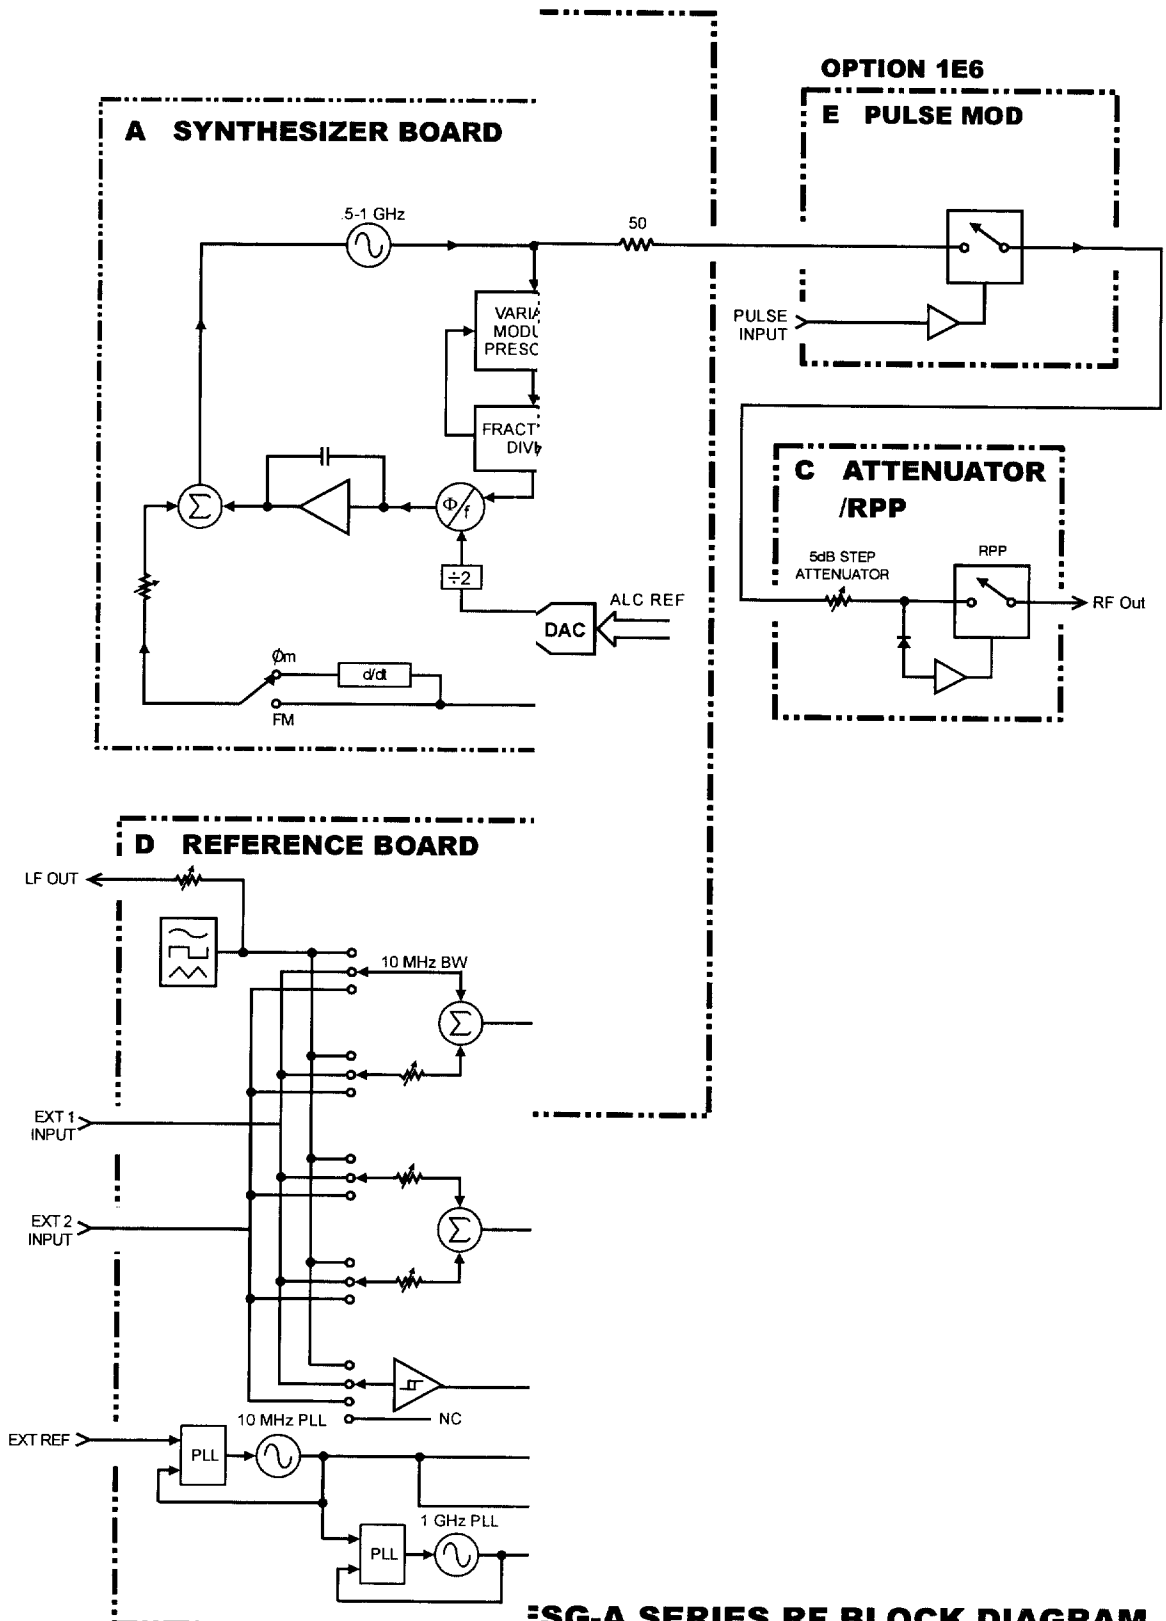 OPTION 1E6
E PULSE MOD
A SYNTHESIZER BOARD
.5-1 GHz
50
PULSE
INPUT
VARIA
MODU
PRESC
FRACT
DIV
C ATTENUATOR
/RPP
5dB STEP
ATTENUATOR
RPP
RF Out
Σ
Φ/f
÷2
DAC
ALC REF
Φm
d/dt
FM
D REFERENCE BOARD
LF OUT
10 MHz BW
Σ
EXT 1
INPUT
EXT 2
INPUT
Σ
NC
10 MHz PLL
EXT REF
PLL
1 GHz PLL
PLL
SG-A SERIES RF BLOCK DIAGRAM